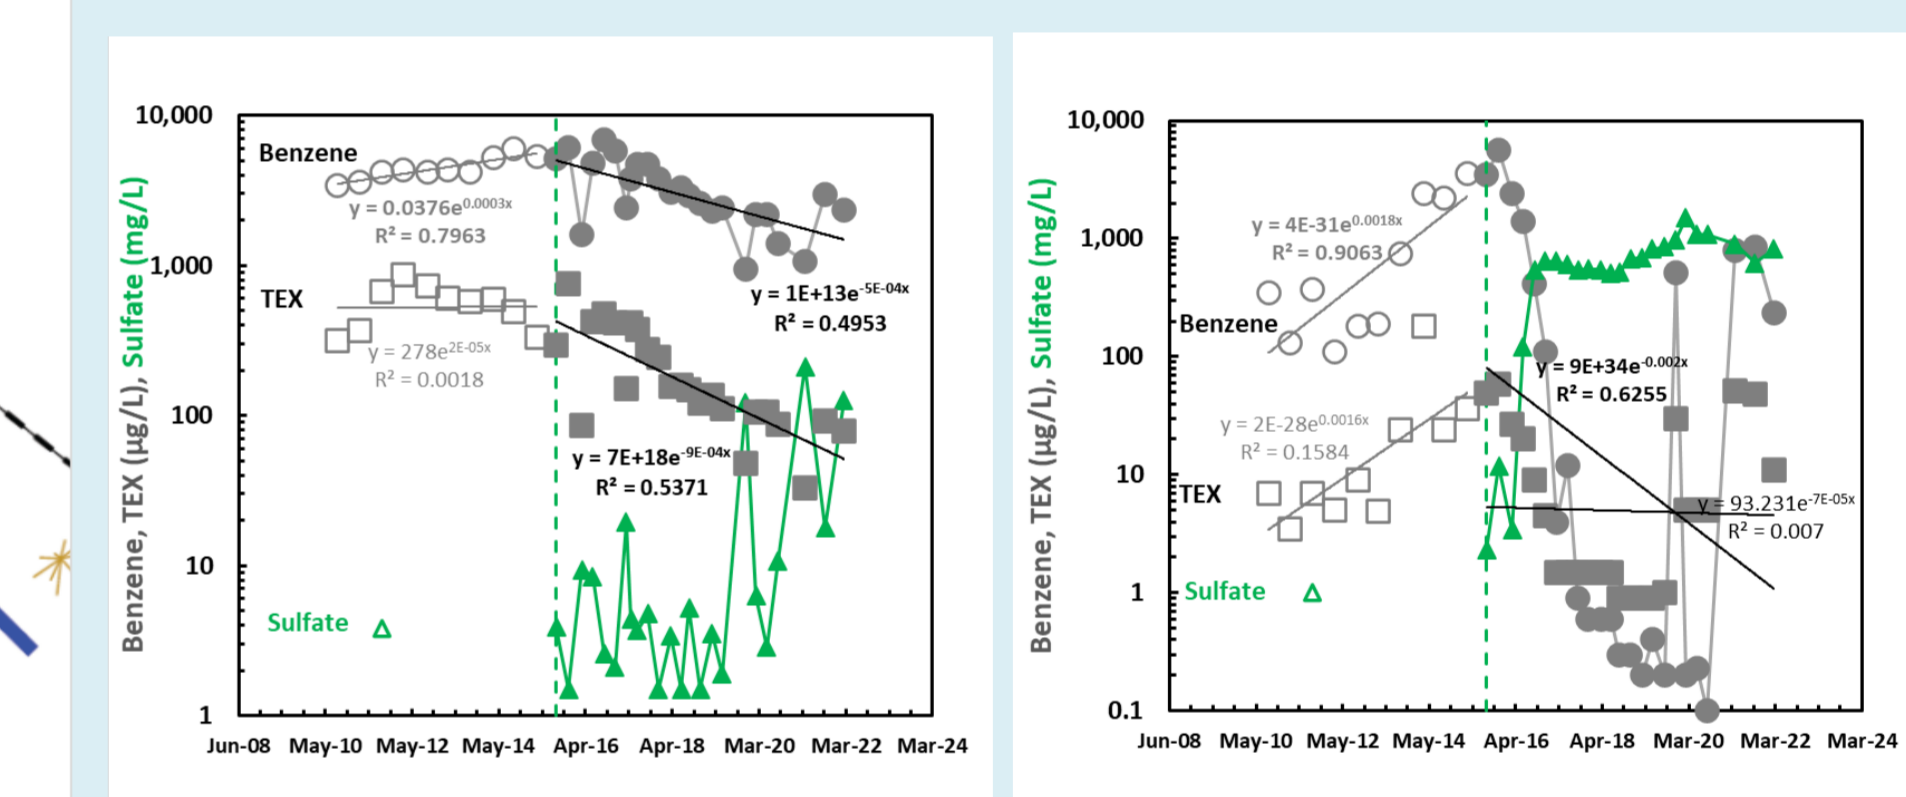 Benzene, TEX (µg/L), Sulfate (mg/L)
10,000
1,000
100
10
1
Benzene
y = 0.0376e^0.0003x
R² = 0.7963
TEX
y = 278e^2E-05x
R² = 0.0018
y = 1E+13e^-5E-04x
R² = 0.4953
y = 7E+18e^-9E-04x
R² = 0.5371
Sulfate
Jun-08 May-10 May-12 May-14 Apr-16 Apr-18 Mar-20 Mar-22 Mar-24
Benzene, TEX (µg/L), Sulfate (mg/L)
10,000
1,000
100
10
1
0.1
y = 4E-31e^0.0018x
R² = 0.9063
Benzene
y = 9E+34e^-0.002x
R² = 0.6255
y = 2E-28e^0.0016x
R² = 0.1584
TEX
y = 93.231e^-7E-05x
R² = 0.007
Sulfate
Jun-08 May-10 May-12 May-14 Apr-16 Apr-18 Mar-20 Mar-22 Mar-24